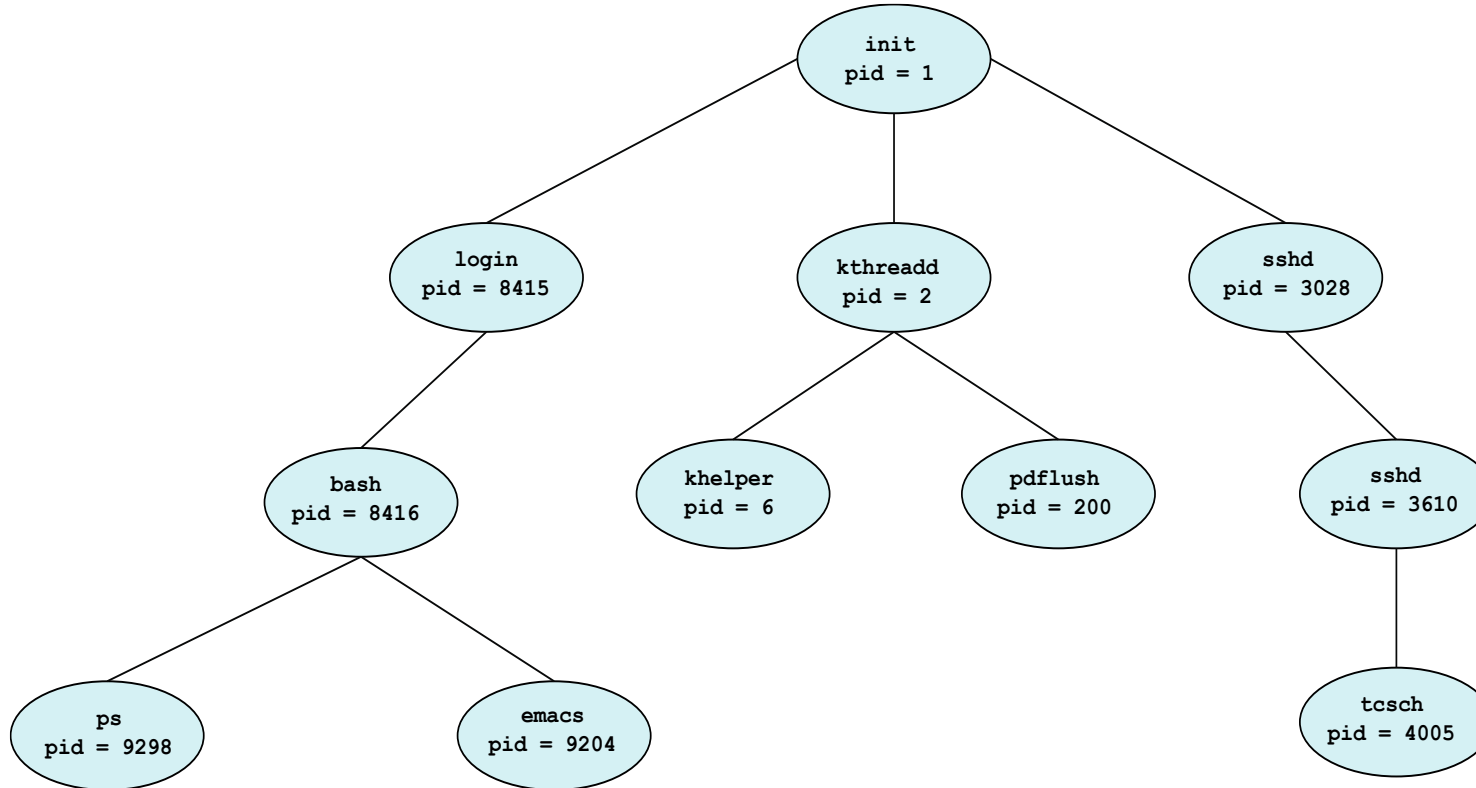 init
pid = 1
login
pid = 8415
kthreadd
pid = 2
sshd
pid = 3028
bash
pid = 8416
khelper
pid = 6
pdflush
pid = 200
sshd
pid = 3610
ps
pid = 9298
emacs
pid = 9204
tcsch
pid = 4005